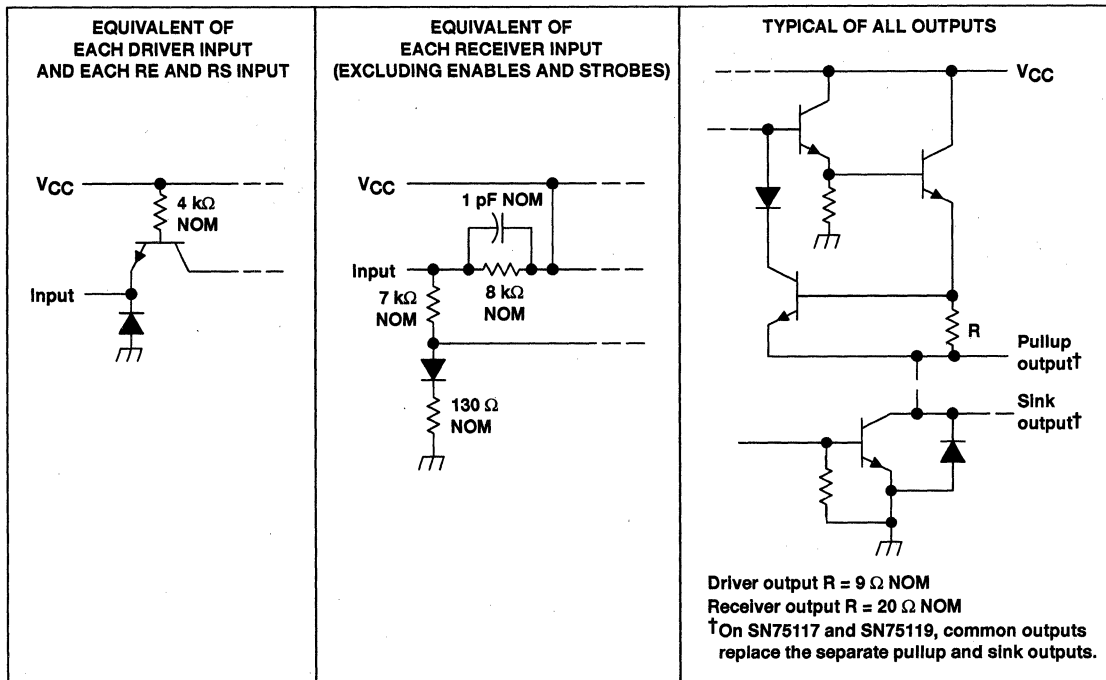 EQUIVALENT OF
EACH DRIVER INPUT
AND EACH RE AND RS INPUT
VCC
4 kΩ
NOM
Input
EQUIVALENT OF
EACH RECEIVER INPUT
(EXCLUDING ENABLES AND STROBES)
VCC
1 pF NOM
Input
7 kΩ
NOM
8 kΩ
NOM
130 Ω
NOM
TYPICAL OF ALL OUTPUTS
VCC
R
Pullup
output†
Sink
output†
Driver output R = 9 Ω NOM
Receiver output R = 20 Ω NOM
†On SN75117 and SN75119, common outputs
replace the separate pullup and sink outputs.